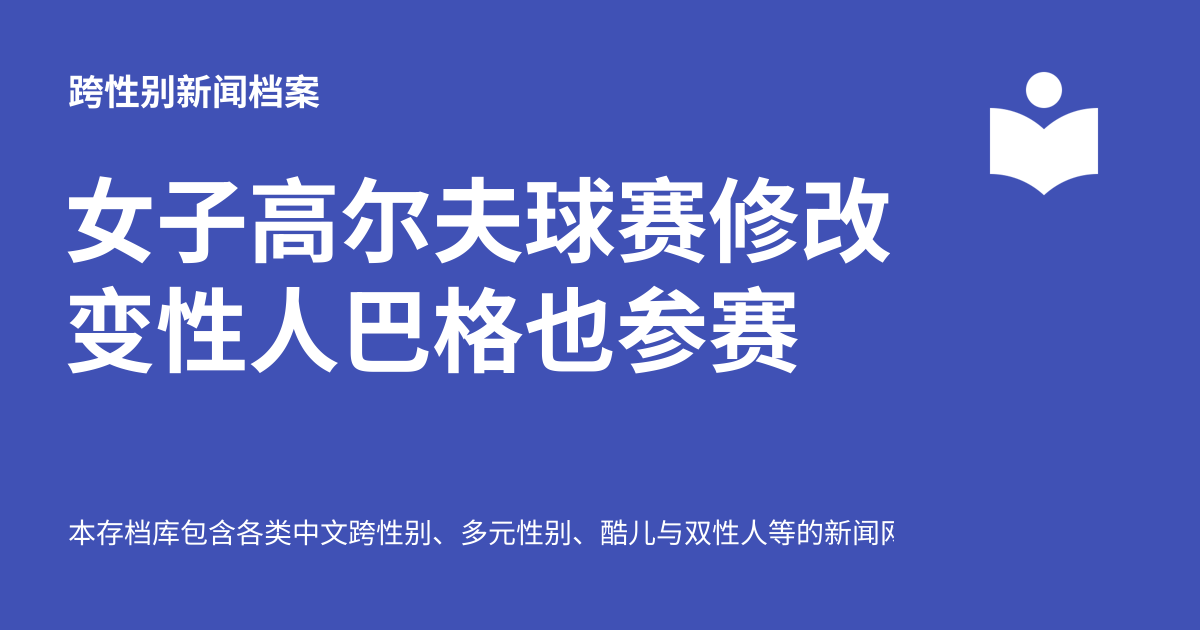 跨性别新闻档案
女子高尔夫球赛修改
变性人巴格也参赛
本存档库包含各类中文跨性别、多元性别、酷儿与双性人等的新闻